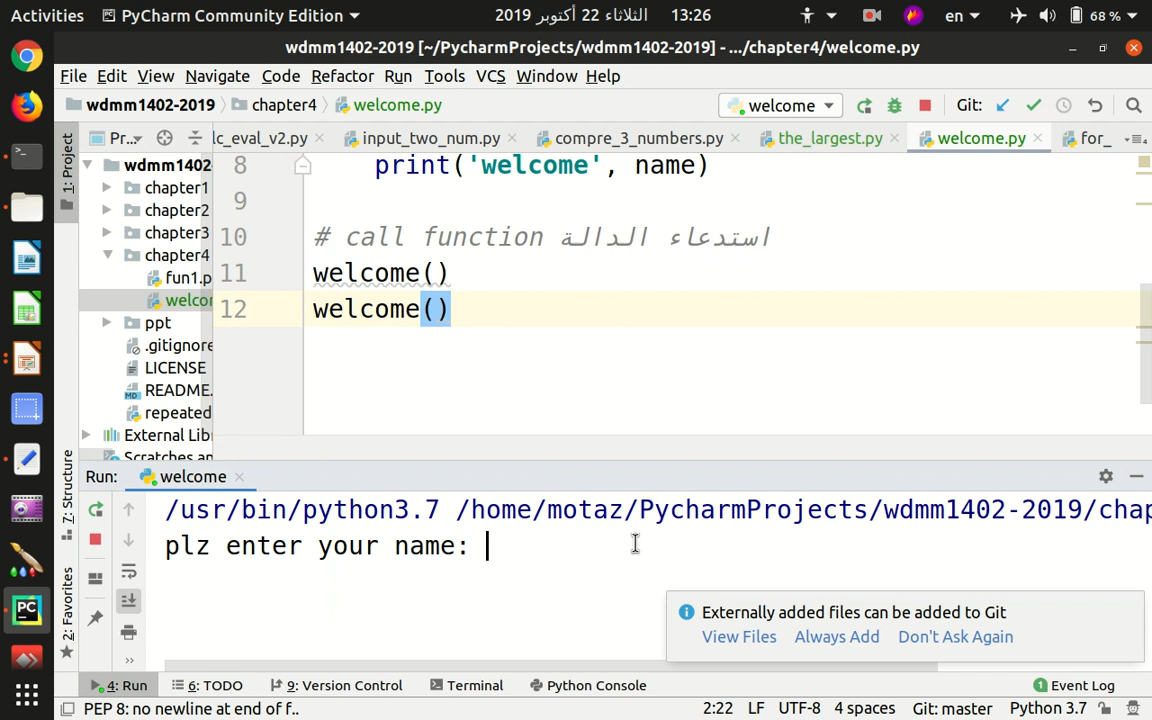 Activities PyCharm Community Edition الثلاثاء 22 أكتوبر 2019 13:26 en 68 %
wdmm1402-2019 [~/PycharmProjects/wdmm1402-2019] - .../chapter4/welcome.py
File Edit View Navigate Code Refactor Run Tools VCS Window Help
wdmm1402-2019 chapter4 welcome.py welcome Git:
1: Project Pr... lc_eval_v2.py input_two_num.py compre_3_numbers.py the_largest.py welcome.py for_
wdmm1402
chapter1
chapter2
chapter3
chapter4
fun1.p
welco
ppt
.gitignore
LICENSE
README.
repeated
External Lib
Scratches an
8 print('welcome', name)
9
10 # call function استدعاء الدالة
11 welcome()
12 welcome()
7: Structure
2: Favorites
Run: welcome
/usr/bin/python3.7 /home/motaz/PycharmProjects/wdmm1402-2019/chap
plz enter your name:
Externally added files can be added to Git
View Files Always Add Don't Ask Again
4: Run 6: TODO 9: Version Control Terminal Python Console 1 Event Log
PEP 8: no newline at end of f.. 2:22 LF UTF-8 4 spaces Git: master Python 3.7